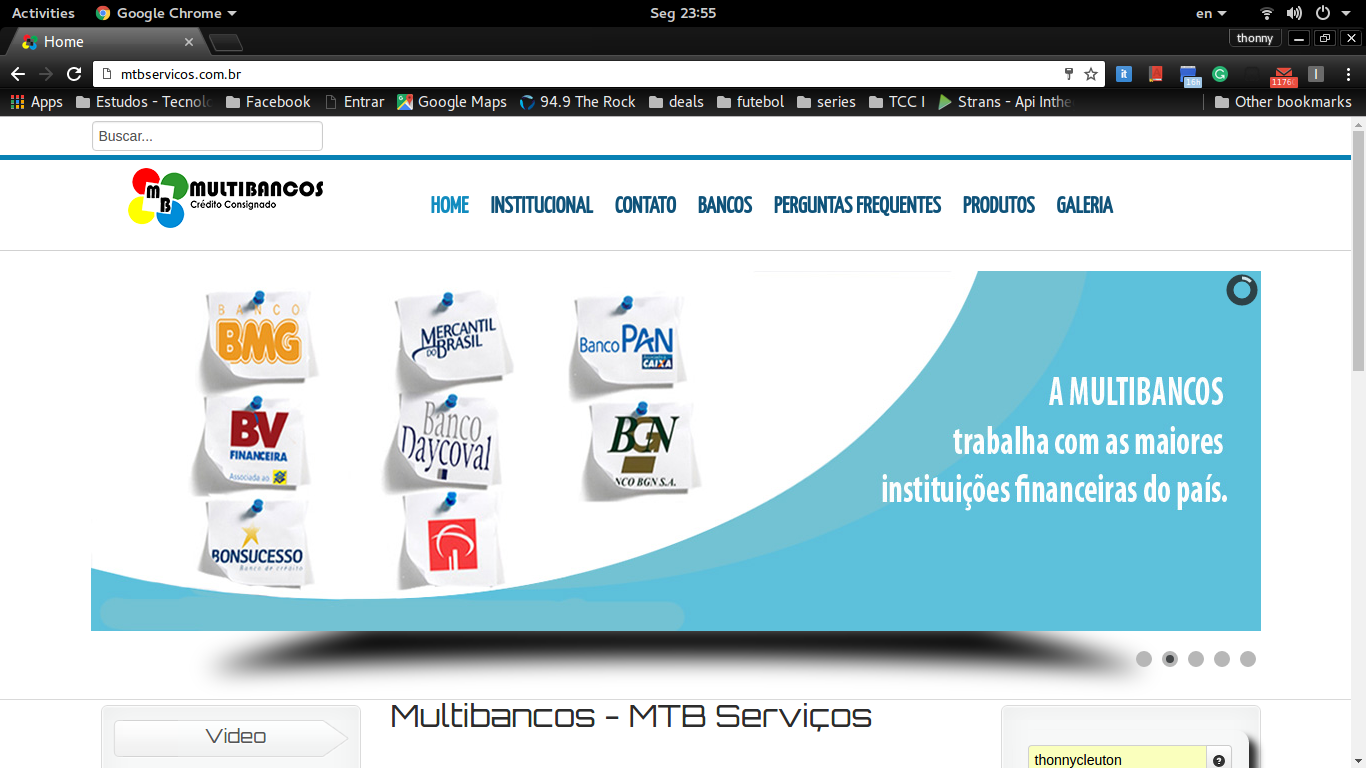 Activities Google Chrome Seg 23:55 en
Home thonny
mtbservicos.com.br it 16h 1176
Apps Estudos - Tecnolo Facebook Entrar Google Maps 94.9 The Rock deals futebol series TCC I Strans - Api Inthe Other bookmarks
Buscar...
MB MULTIBANCOS
Crédito Consignado
HOME INSTITUCIONAL CONTATO BANCOS PERGUNTAS FREQUENTES PRODUTOS GALERIA
BANCO
BMG
MERCANTIL
DO BRASIL
Banco PAN
CAIXA
BV
FINANCEIRA
Associada ao:
Banco
Daycoval
BGN
NCO BGN S.A.
BONSUCESSO
Banco de crédito
A MULTIBANCOS
trabalha com as maiores
instituições financeiras do país.
Video
Multibancos - MTB Serviços
thonnycleuton